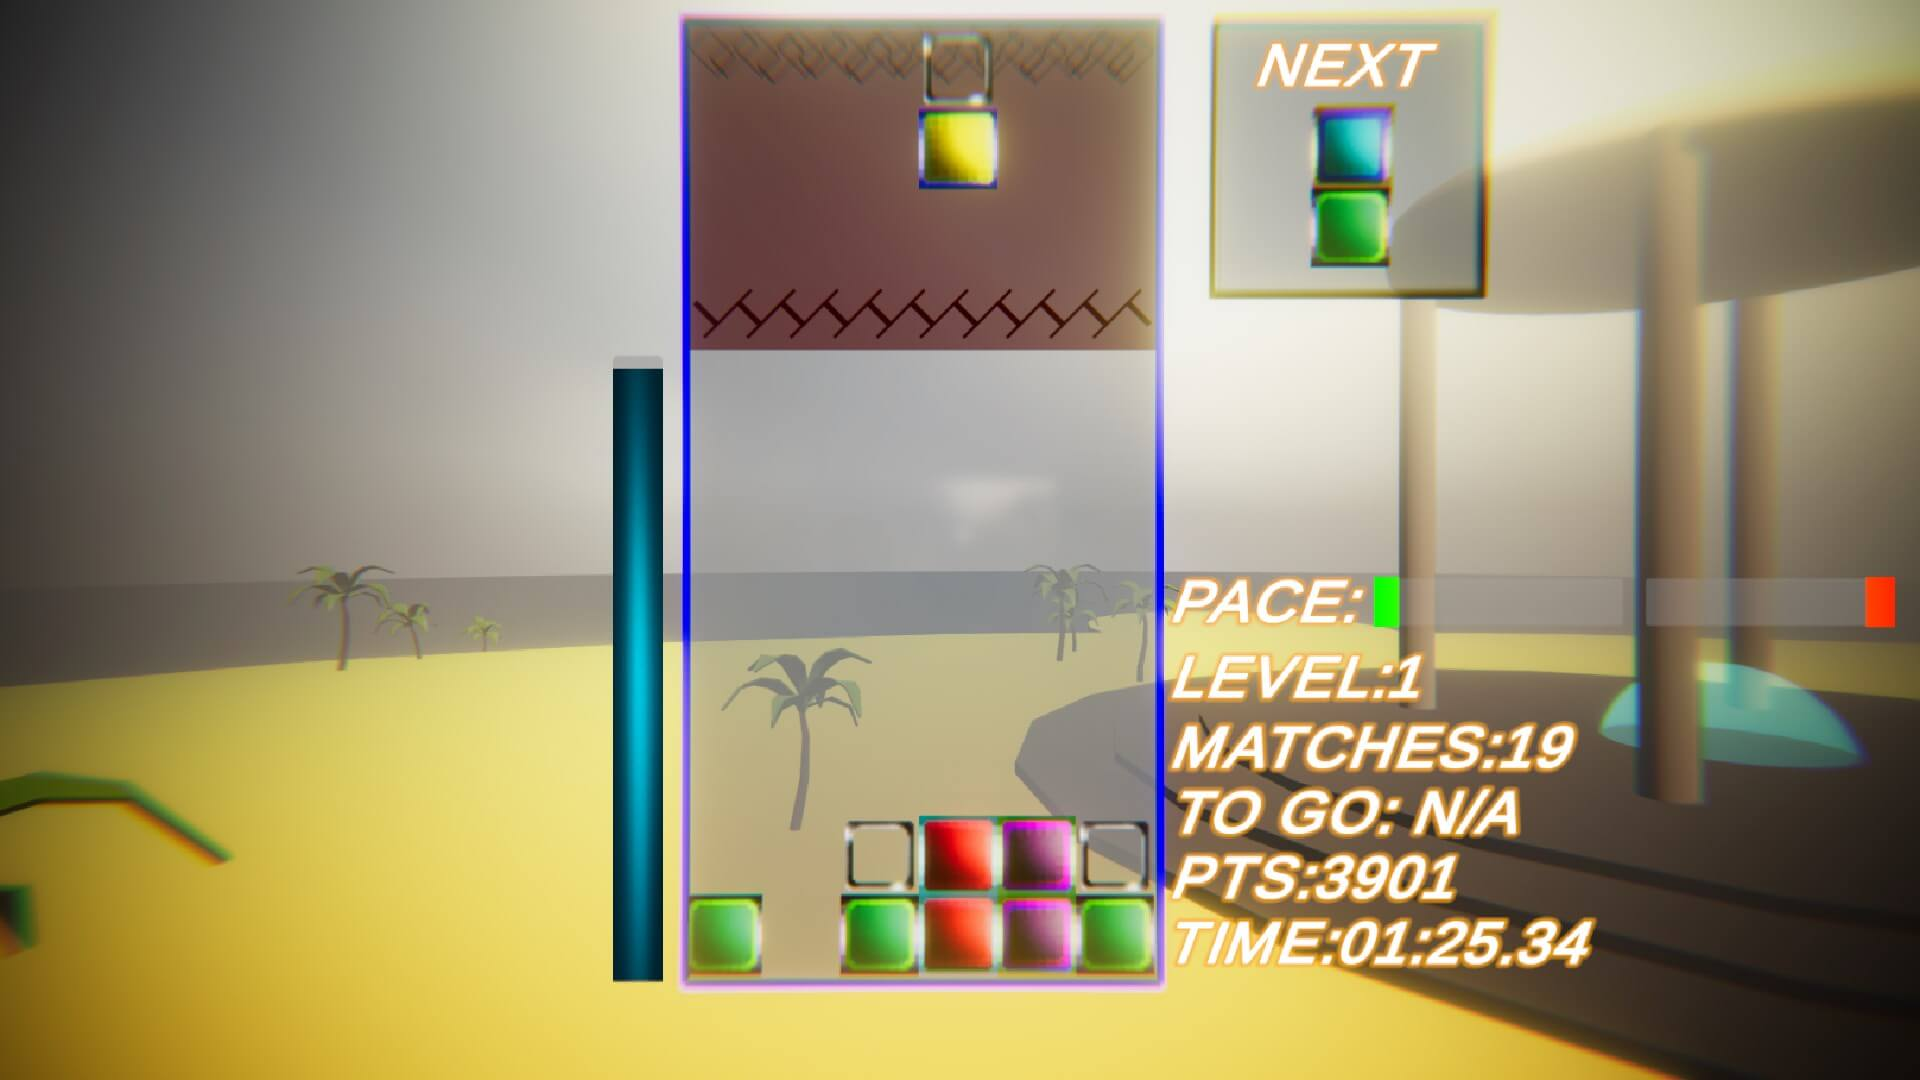 NEXT
PACE:
LEVEL:1
MATCHES:19
TO GO: N/A
PTS:3901
TIME:01:25.34